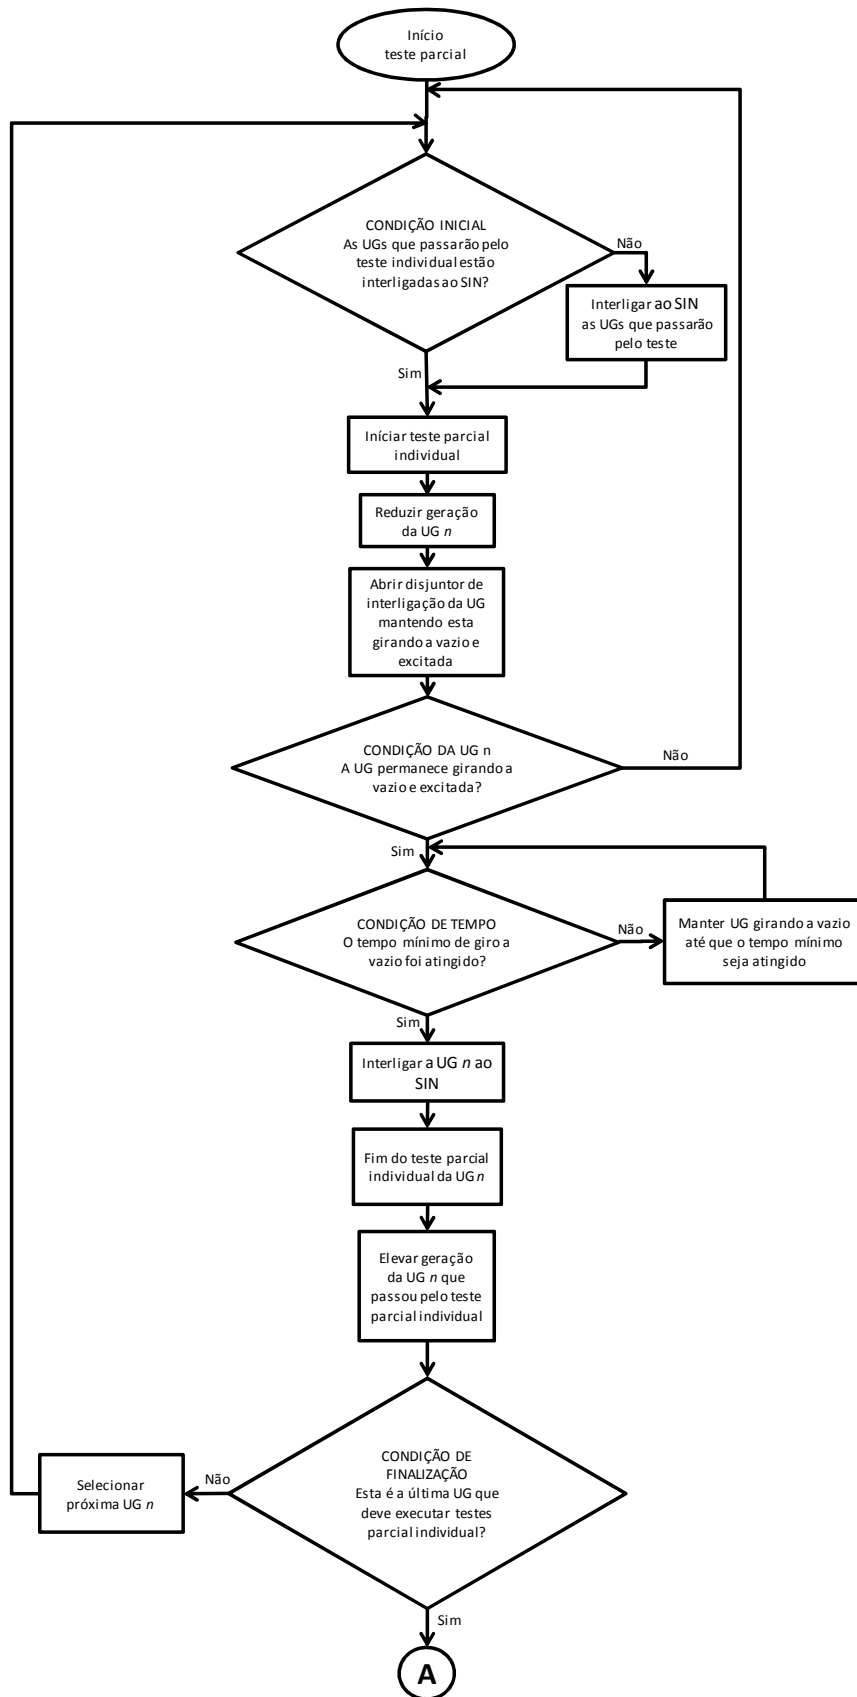 Início
teste parcial
CONDIÇÃO INICIAL
As UGs que passarão pelo
teste individual estão
interligadas ao SIN?
Não
Interligar ao SIN
as UGs que passarão
pelo teste
Sim
Iníciar teste parcial
individual
Reduzir geração
da UG n
Abrir disjuntor de
interligação da UG
mantendo esta
girando a vazio e
excitada
CONDIÇÃO DA UG n
A UG permanece girando a
vazio e excitada?
Não
Sim
CONDIÇÃO DE TEMPO
O tempo mínimo de giro a
vazio foi atingido?
Não
Manter UG girando a vazio
até que o tempo mínimo
seja atingido
Sim
Interligar a UG n ao
SIN
Fim do teste parcial
individual da UG n
Elevar geração
da UG n que
passou pelo teste
parcial individual
CONDIÇÃO DE
FINALIZAÇÃO
Esta é a última UG que
deve executar testes
parcial individual?
Não
Selecionar
próxima UG n
Sim
A